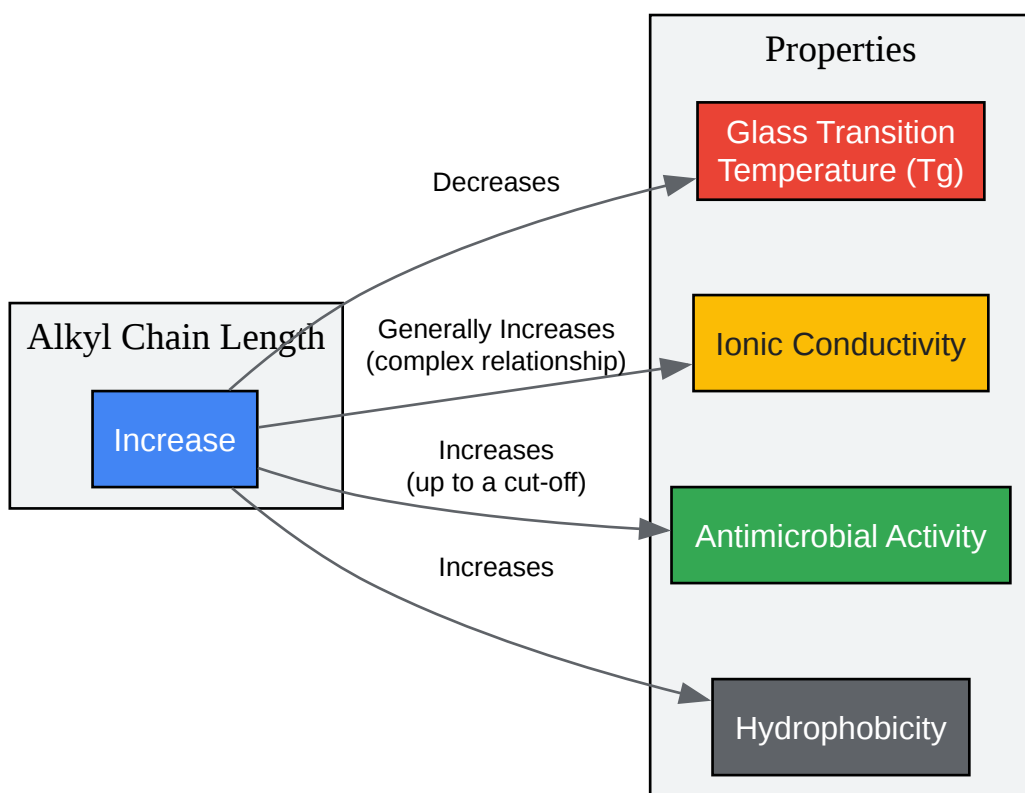 Properties
Glass Transition
Temperature (Tg)
Decreases
Alkyl Chain Length
Generally Increases
(complex relationship)
Ionic Conductivity
Increase
Increases
(up to a cut-off)
Antimicrobial Activity
Increases
Hydrophobicity